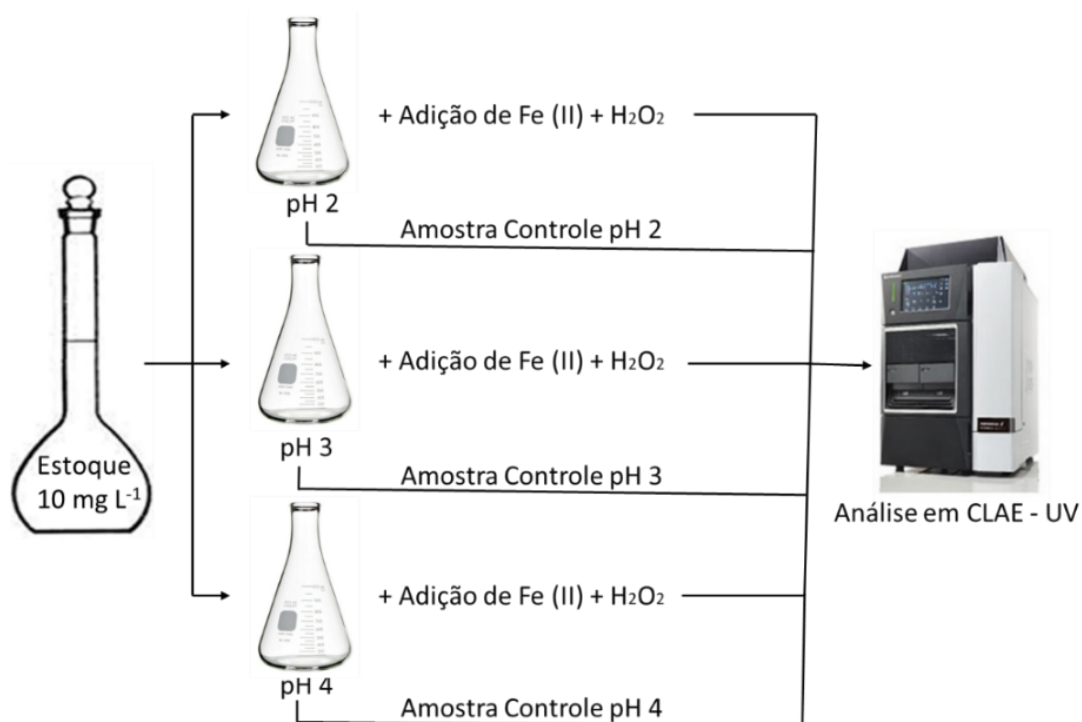 + Adição de Fe (II) + H₂O₂
pH 2
Amostra Controle pH 2
+ Adição de Fe (II) + H₂O₂
pH 3
Estoque
10 mg L⁻¹
Amostra Controle pH 3
Análise em CLAE - UV
+ Adição de Fe (II) + H₂O₂
pH 4
Amostra Controle pH 4